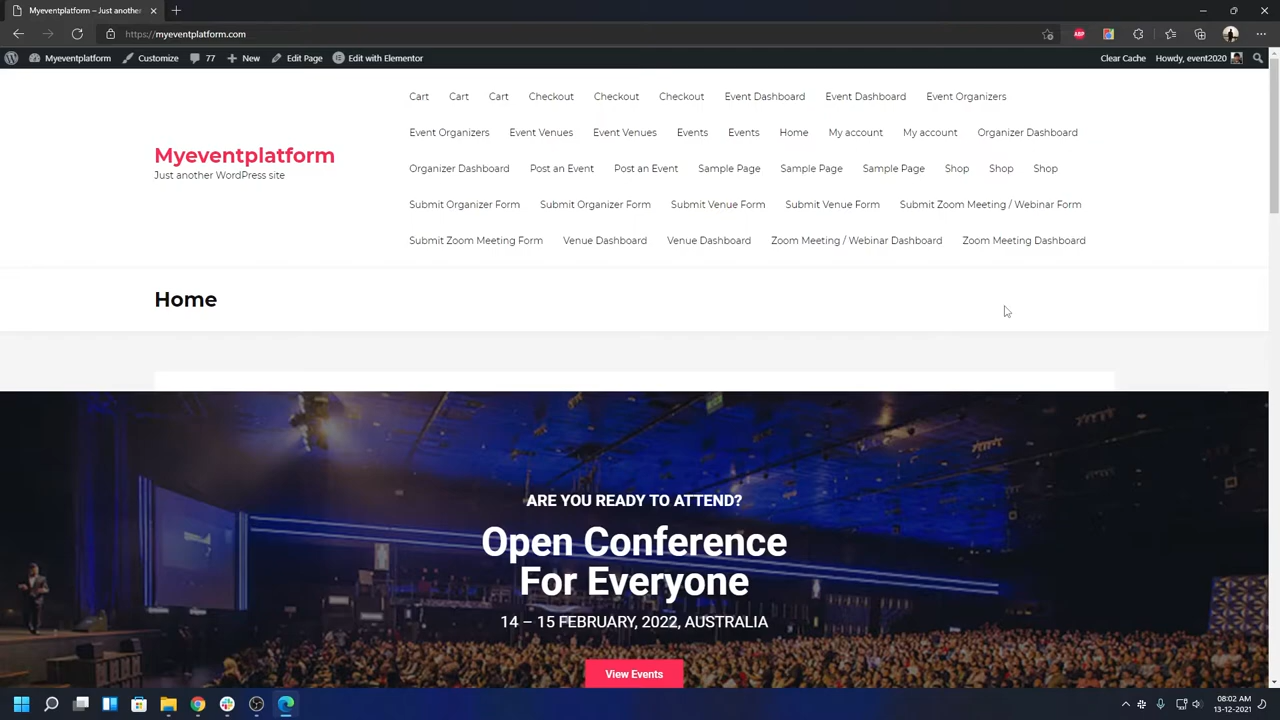 Myeventplatform – Just another
https://myeventplatform.com
ABP
Myeventplatform Customize 77 New Edit Page Edit with Elementor Clear Cache Howdy, event2020
Cart Cart Cart Checkout Checkout Checkout Event Dashboard Event Dashboard Event Organizers
Event Organizers Event Venues Event Venues Events Events Home My account My account Organizer Dashboard
Myeventplatform
Just another WordPress site
Organizer Dashboard Post an Event Post an Event Sample Page Sample Page Sample Page Shop Shop Shop
Submit Organizer Form Submit Organizer Form Submit Venue Form Submit Venue Form Submit Zoom Meeting / Webinar Form
Submit Zoom Meeting Form Venue Dashboard Venue Dashboard Zoom Meeting / Webinar Dashboard Zoom Meeting Dashboard
Home
ARE YOU READY TO ATTEND?
Open Conference
For Everyone
14 – 15 FEBRUARY, 2022, AUSTRALIA
View Events
08:02 AM
13-12-2021